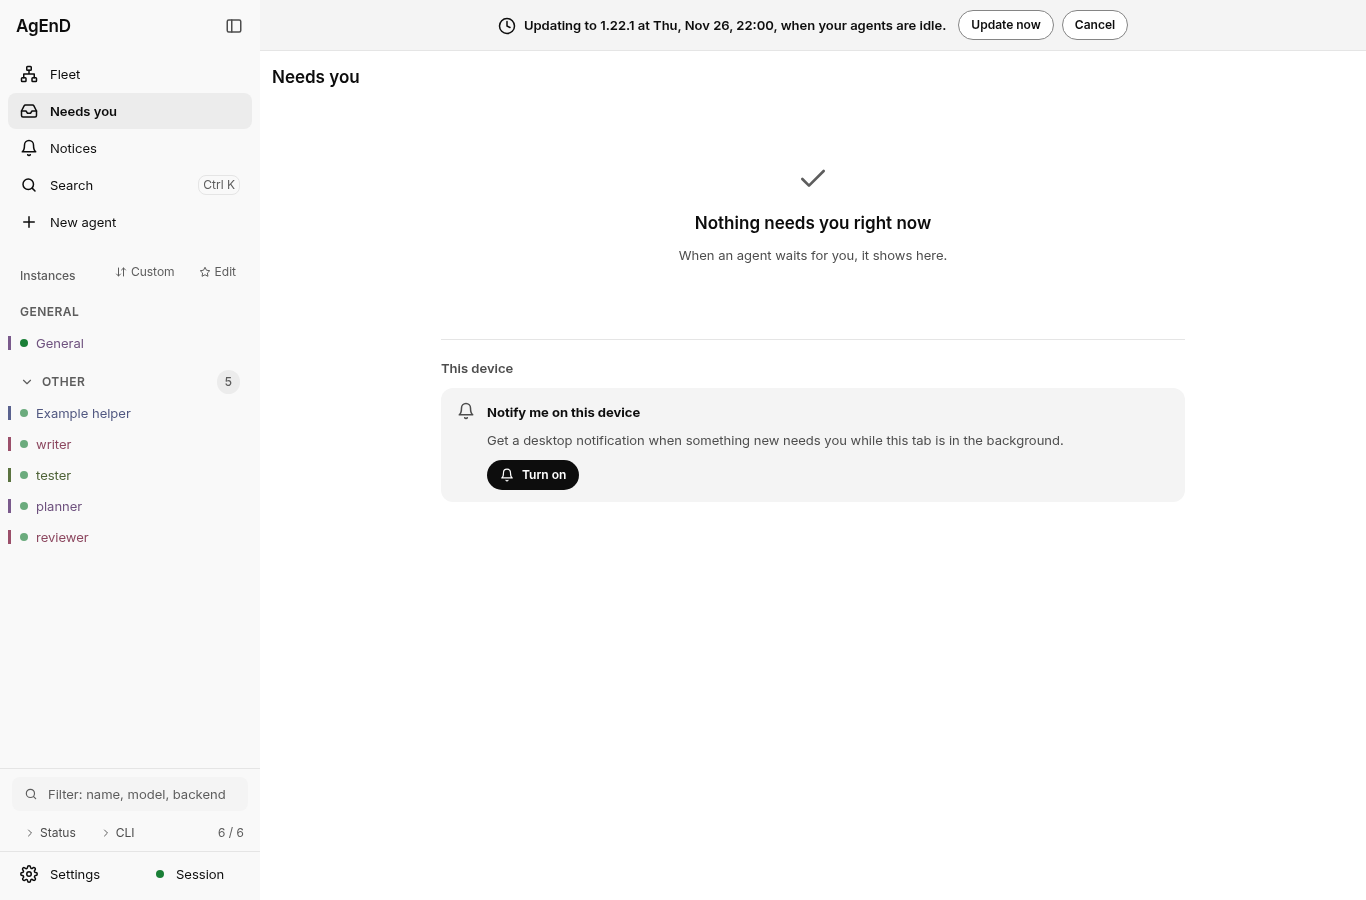 AgEnD
Fleet
Needs you
Notices
Search
Ctrl K
New agent
Instances
Custom
Edit
GENERAL
General
OTHER
5
Example helper
writer
tester
planner
reviewer
Filter: name, model, backend
Status
CLI
6 / 6
Settings
Session
Updating to 1.22.1 at Thu, Nov 26, 22:00, when your agents are idle.
Update now
Cancel
Needs you
Nothing needs you right now
When an agent waits for you, it shows here.
This device
Notify me on this device
Get a desktop notification when something new needs you while this tab is in the background.
Turn on